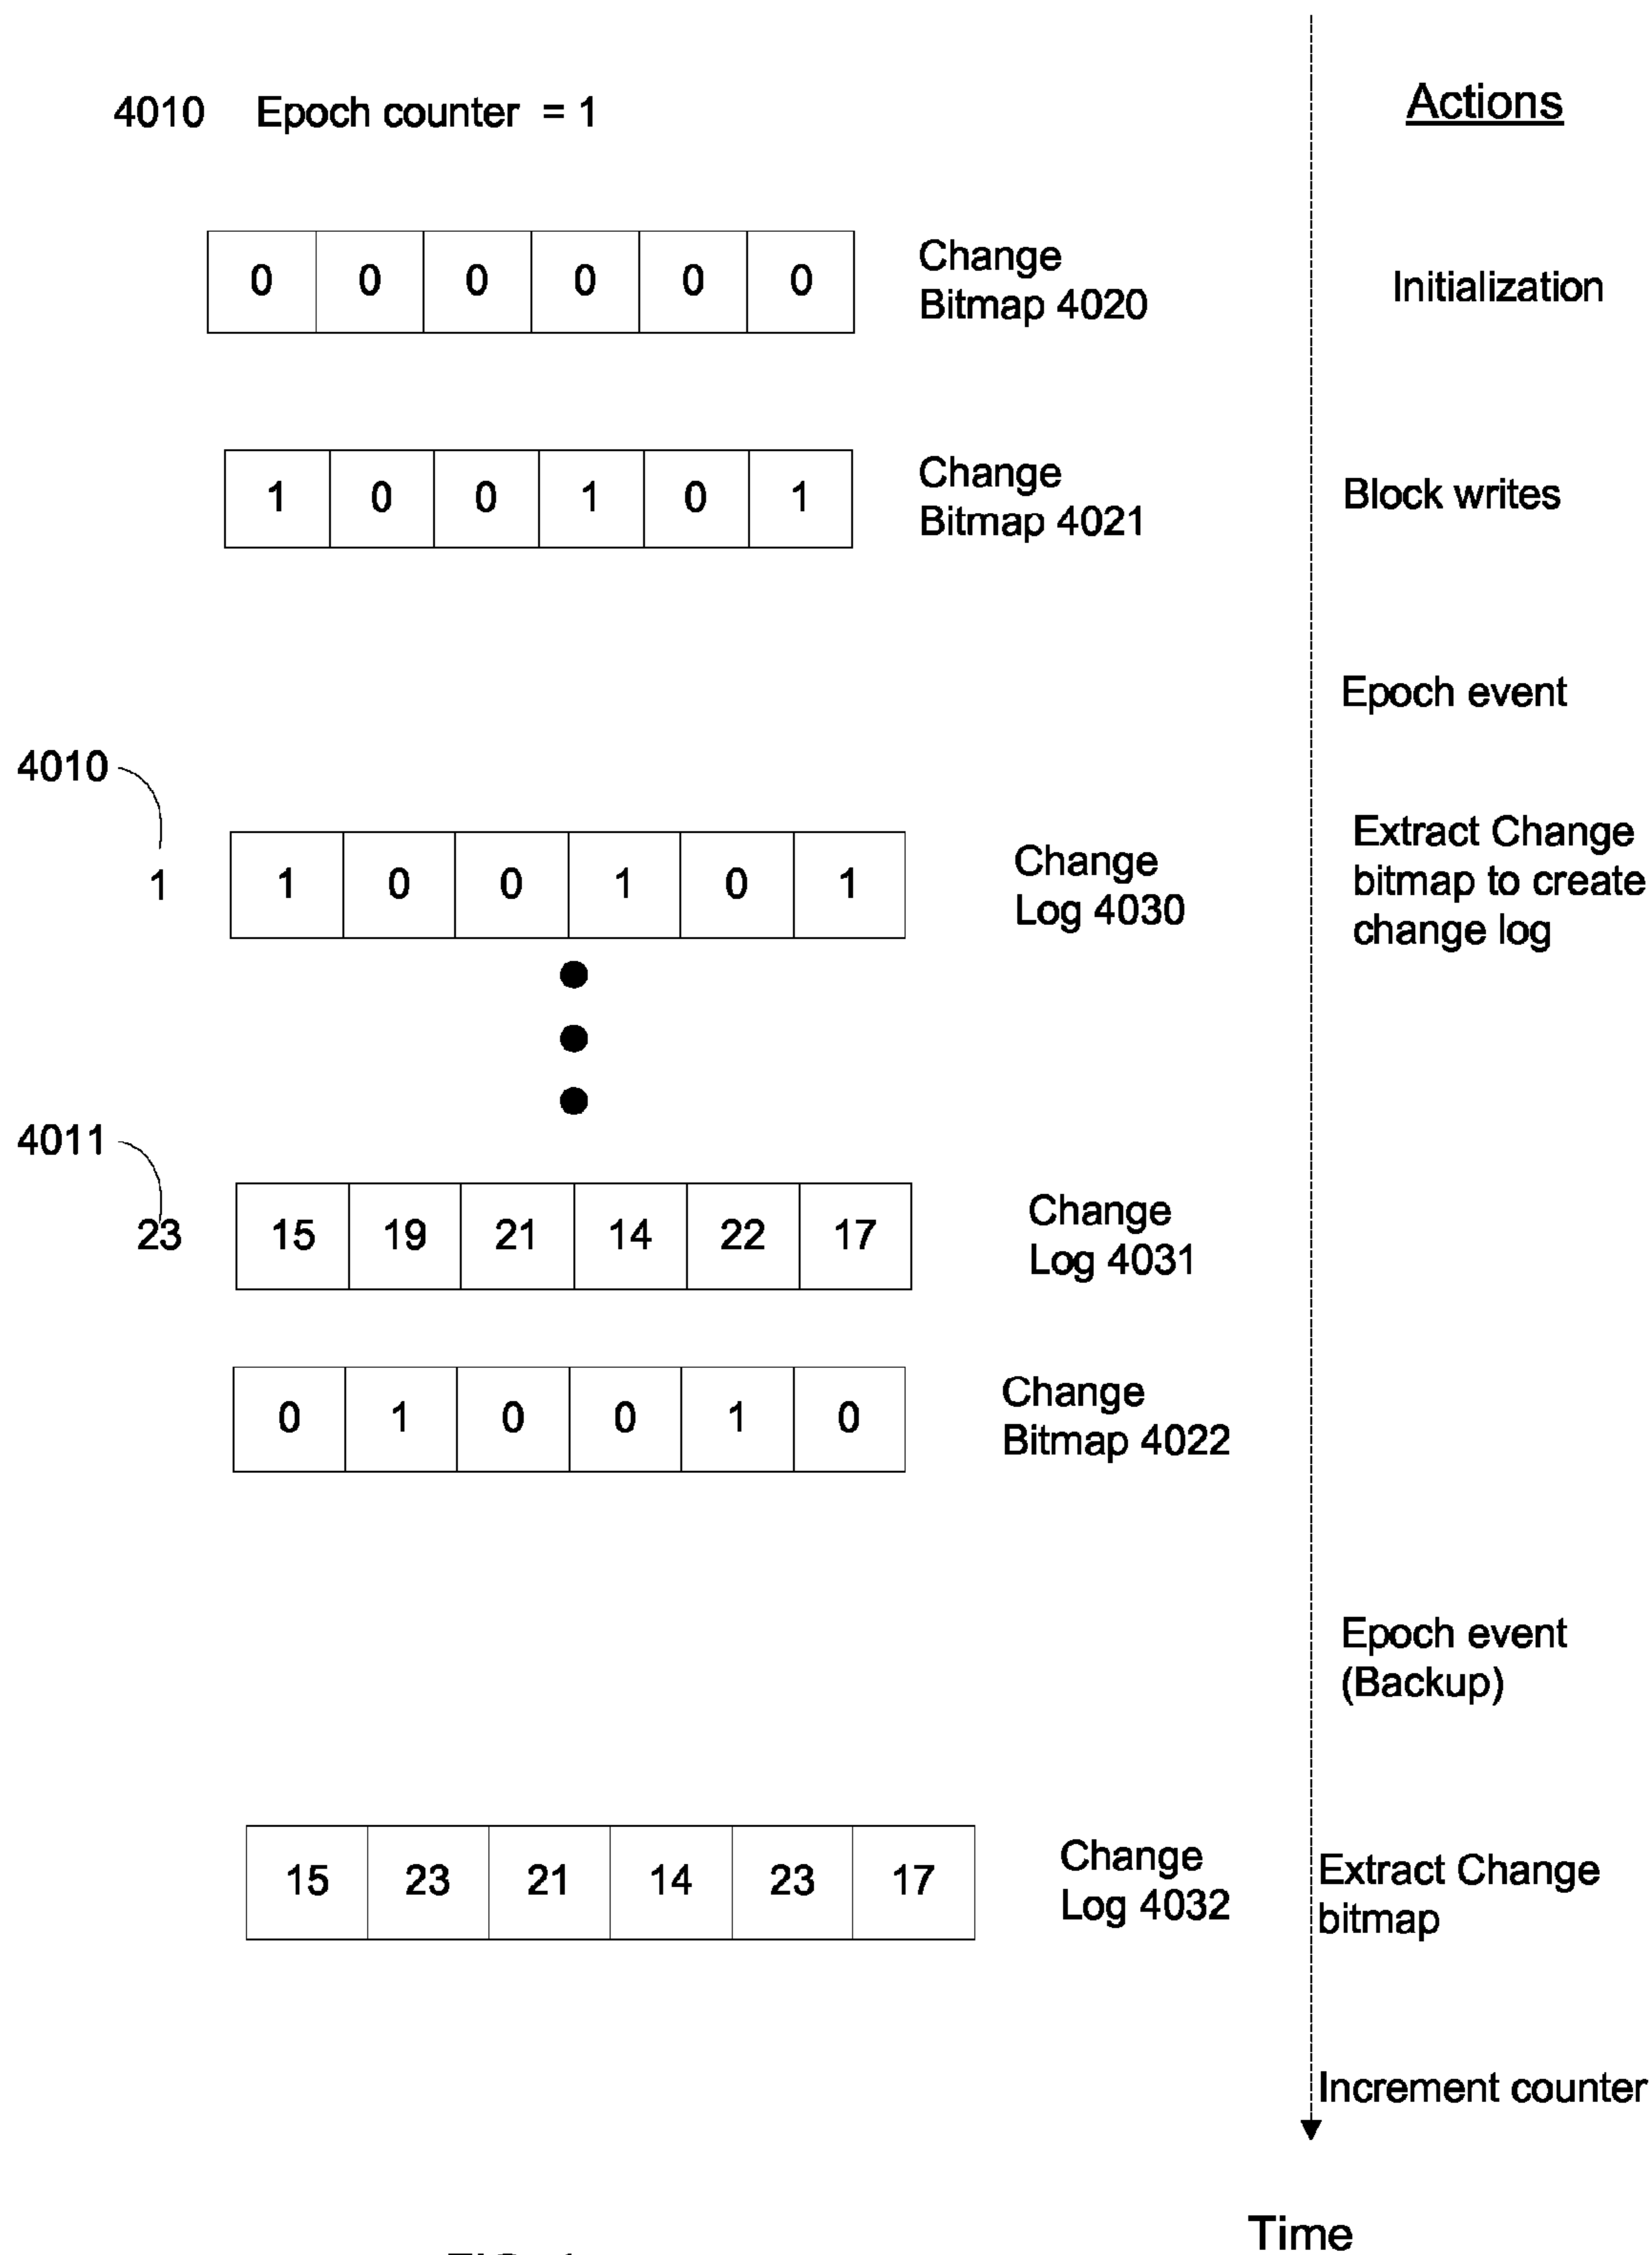 4010 Epoch counter = 1
Actions
0 0 0 0 0 0
Change
Bitmap 4020
Initialization
1 0 0 1 0 1
Change
Bitmap 4021
Block writes
Epoch event
4010
1
1 0 0 1 0 1
Change
Log 4030
Extract Change
bitmap to create
change log
4011
23
15 19 21 14 22 17
Change
Log 4031
0 1 0 0 1 0
Change
Bitmap 4022
Epoch event
(Backup)
15 23 21 14 23 17
Change
Log 4032
Extract Change
bitmap
Increment counter
Time